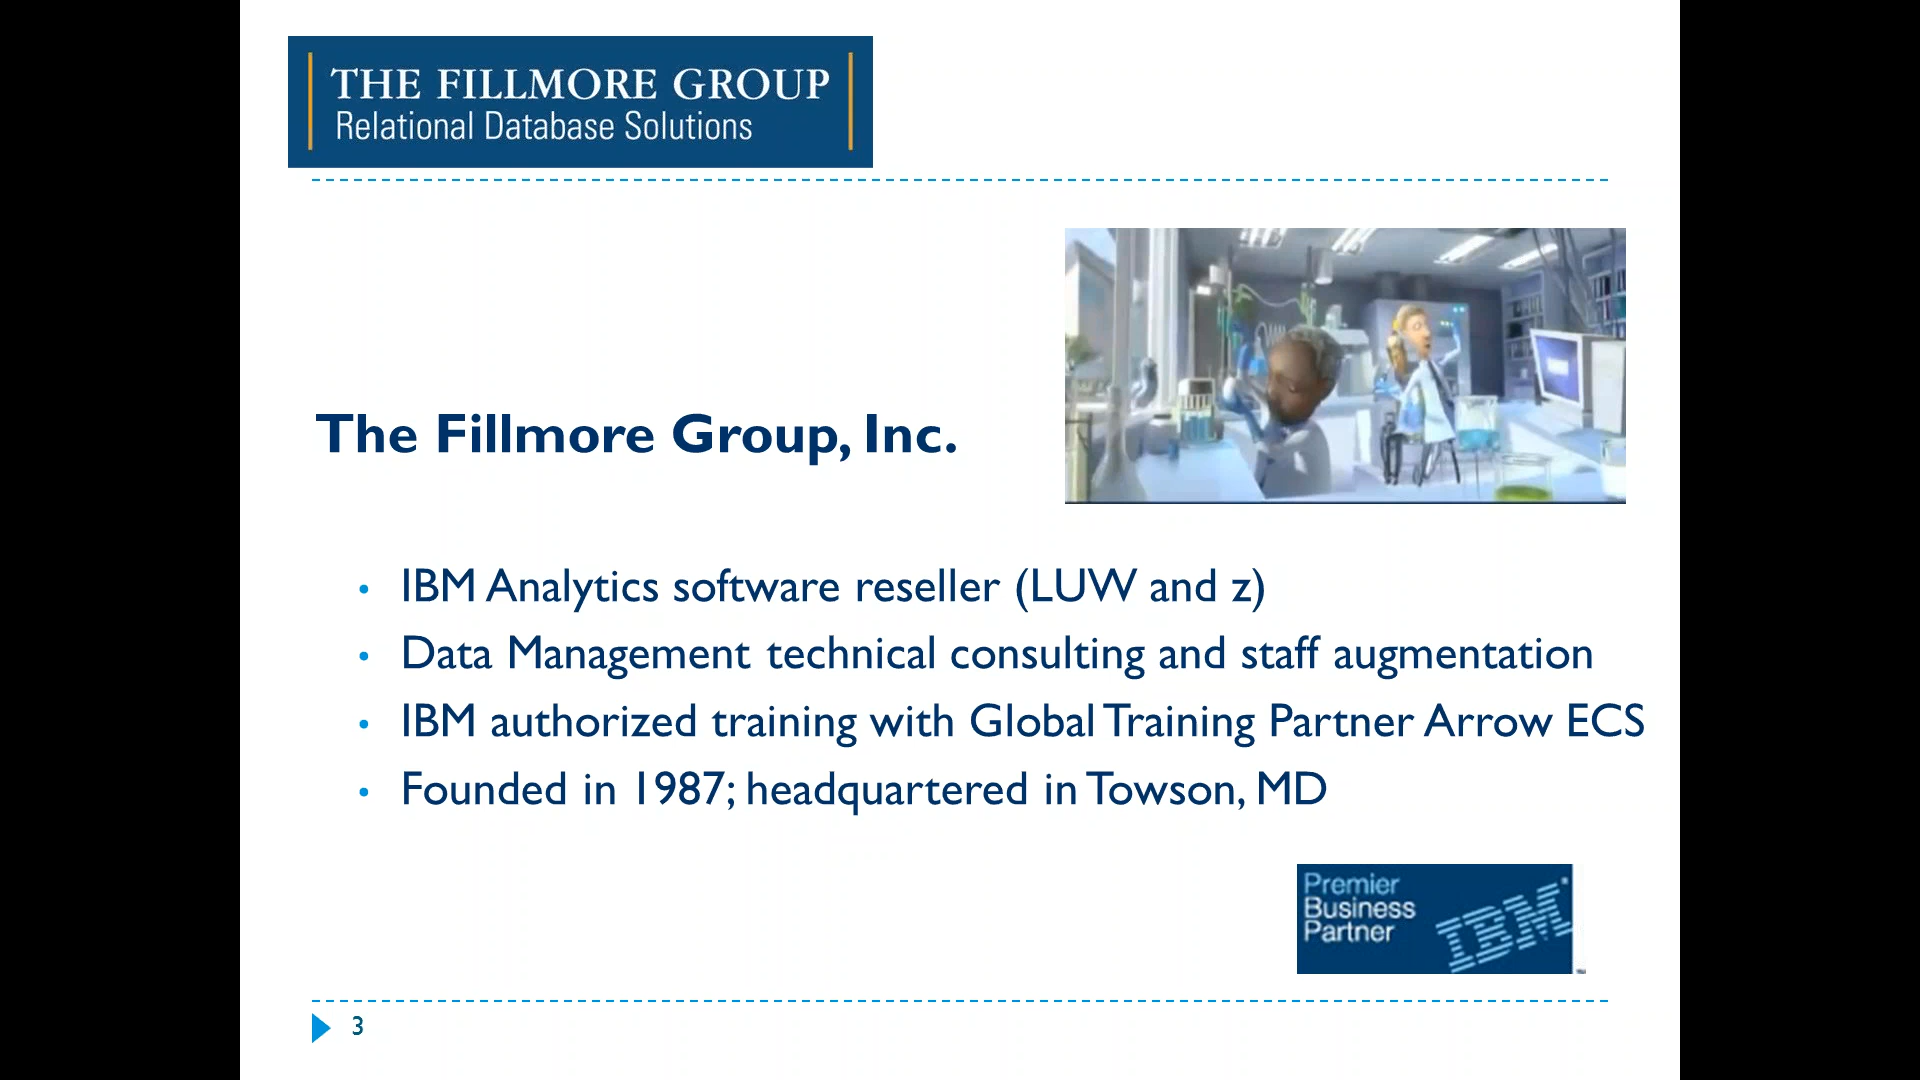 THE FILLMORE GROUP
Relational Database Solutions
The Fillmore Group, Inc.
• IBM Analytics software reseller (LUW and z)
• Data Management technical consulting and staff augmentation
• IBM authorized training with Global Training Partner Arrow ECS
• Founded in 1987; headquartered in Towson, MD
Premier
Business
Partner
IBM
3